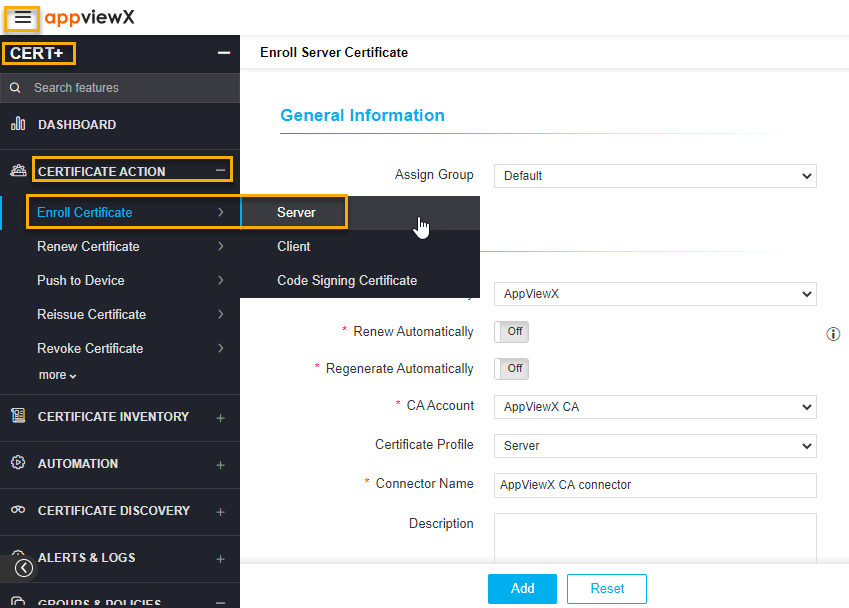 appviewX
CERT+
Enroll Server Certificate
Search features
DASHBOARD
General Information
CERTIFICATE ACTION
Assign Group
Default
Enroll Certificate
Server
Renew Certificate
Client
Push to Device
Code Signing Certificate
AppViewX
Reissue Certificate
* Renew Automatically
Off
Revoke Certificate
* Regenerate Automatically
Off
more
* CA Account
AppViewX CA
CERTIFICATE INVENTORY
Certificate Profile
Server
AUTOMATION
* Connector Name
AppViewX CA connector
CERTIFICATE DISCOVERY
Description
ALERTS & LOGS
Add
Reset
GROUPS & POLICIES